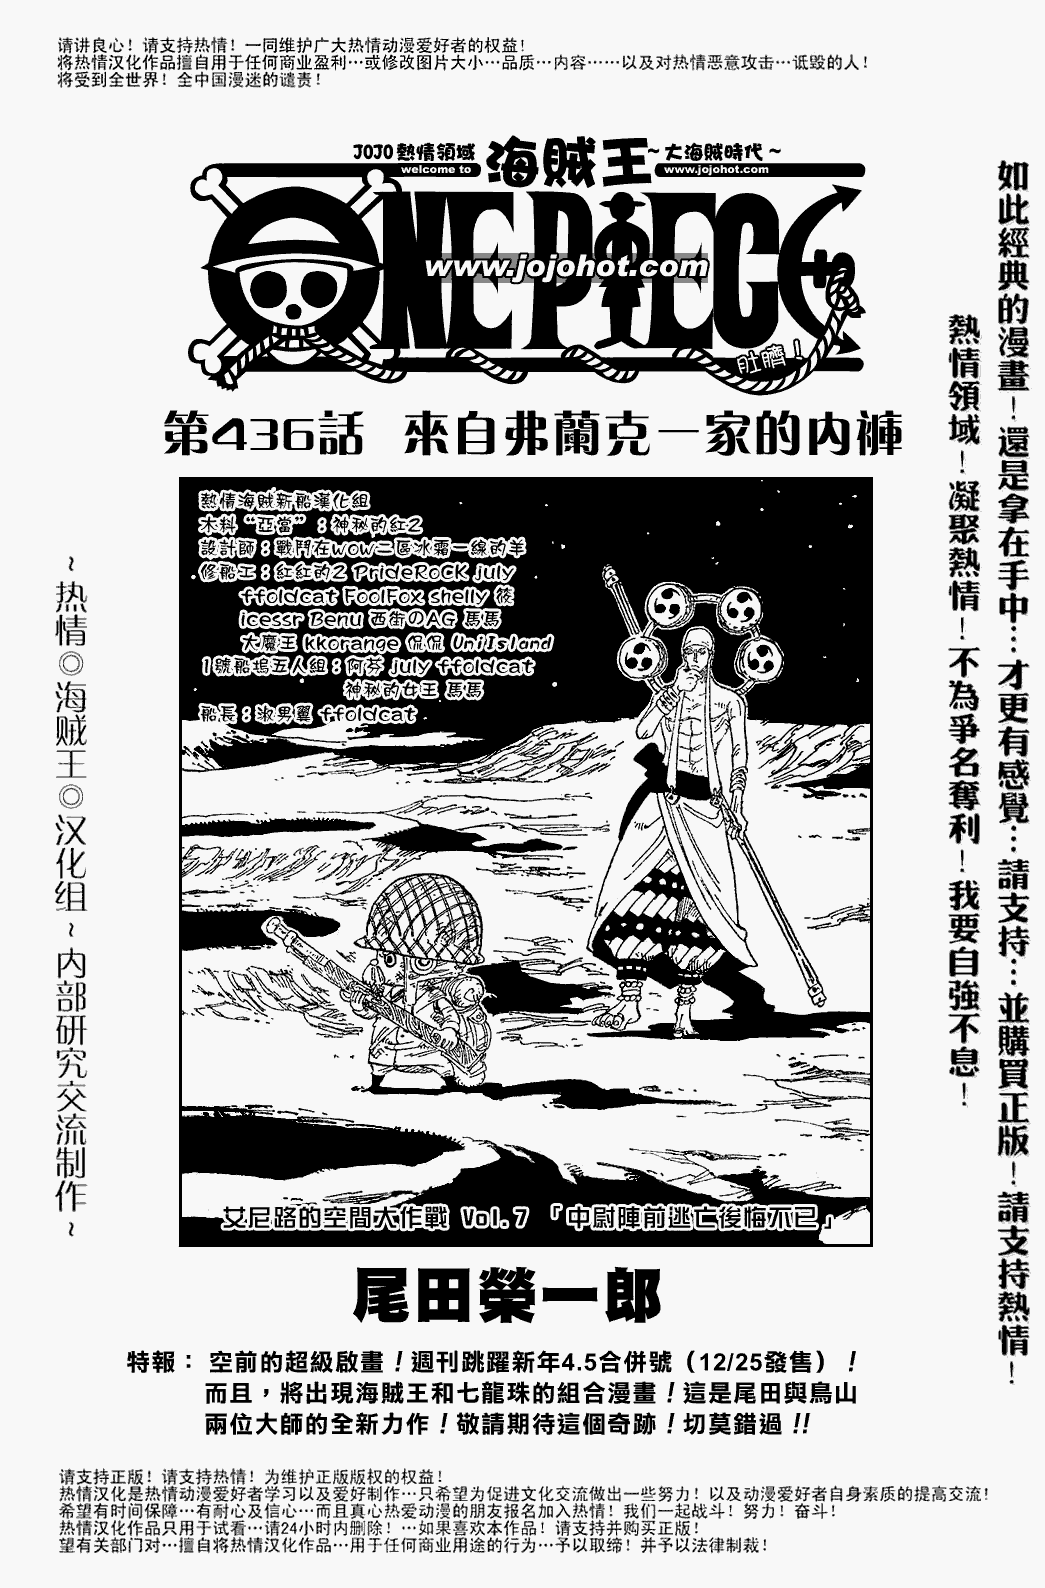 请讲良心！请支持热情！一同维护广大热情动漫爱好者的权益！
将热情汉化作品擅自用于任何商业盈利…或修改图片大小…品质…内容……以及对热情恶意攻击…诋毁的人！
将受到全世界！全中国漫迷的谴责！
JOJO熱情領域 海賊王 ~大海賊時代~
welcome to www.jojohot.com
ONE PIECE
www.jojohot.com
肚臍！
第436話 來自弗蘭克一家的內褲
如此經典的漫畫！還是拿在手中…才更有感覺…請支持…並購買正版！請支持熱情！
熱情領域！凝聚熱情！不為爭名奪利！我要自強不息！
~热情◎海贼王◎汉化组~内部研究交流制作~
熱情海賊新船漢化組
木料“亞當”：神秘的紅2
設計師：戰鬥在wow二區冰霜一線的羊
修船工：紅紅的2 PrideRoCK july
ffoldcat FoolFox shelly 筱
icessr Benu 西街のAG 馬馬
大魔王 kkorange 侃侃 UniIsland
1號船塢五人組：阿芬 july ffoldcat
神秘的女王 馬馬
船長：淑男翼 ffoldcat
艾尼路的空間大作戰 Vol.7 「中尉陣前逃亡後悔不已」
尾田榮一郎
特報： 空前的超級啟畫！週刊跳躍新年4.5合併號（12/25發售）！
而且，將出現海賊王和七龍珠的組合漫畫！這是尾田與鳥山
兩位大師的全新力作！敬請期待這個奇跡！切莫錯過!!
请支持正版！请支持热情！为维护正版版权的权益！
热情汉化是热情动漫爱好者学习以及爱好制作…只希望为促进文化交流做出一些努力！以及动漫爱好者自身素质的提高交流！
希望有时间保障…有耐心及信心…而且真心热爱动漫的朋友报名加入热情！我们一起战斗！努力！奋斗！
热情汉化作品只用于试看…请24小时内删除！…如果喜欢本作品！请支持并购买正版！
望有关部门对…擅自将热情汉化作品…用于任何商业用途的行为…予以取缔！并予以法律制裁！